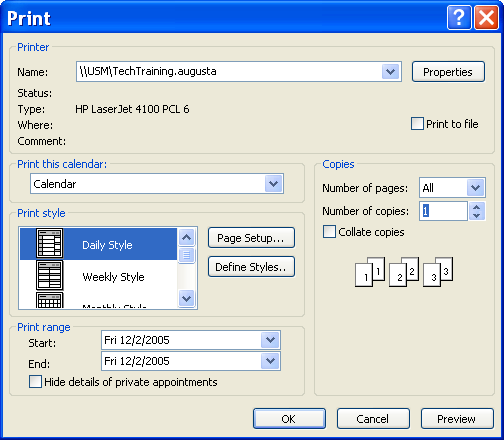 Print
Printer
Name: \\USM\TechTraining.augusta Properties
Status:
Type: HP LaserJet 4100 PCL 6
Where:
Comment: Print to file
Print this calendar:
Calendar
Print style
Daily Style
Weekly Style
Monthly Style
Page Setup...
Define Styles..
Print range
Start: Fri 12/2/2005
End: Fri 12/2/2005
Hide details of private appointments
Copies
Number of pages: All
Number of copies: 1
Collate copies
1 1 2 2 3 3
OK Cancel Preview